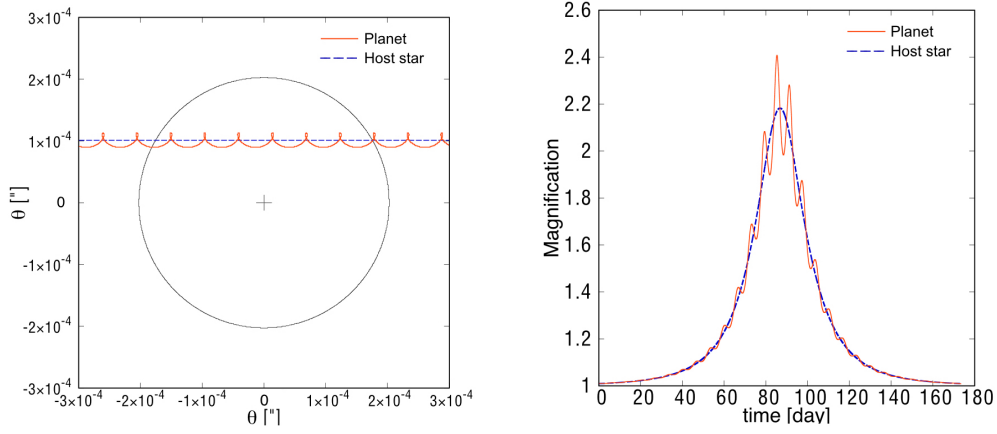 3×10⁻⁴
2×10⁻⁴
1×10⁻⁴
0
-1×10⁻⁴
-2×10⁻⁴
-3×10⁻⁴
θ ["]
Planet
Host star
-3×10⁻⁴ -2×10⁻⁴ -1×10⁻⁴ 0 1×10⁻⁴ 2×10⁻⁴ 3×10⁻⁴
θ ["]
2.6
2.4
2.2
2
1.8
1.6
1.4
1.2
1
Magnification
Planet
Host star
0 20 40 60 80 100 120 140 160 180
time [day]